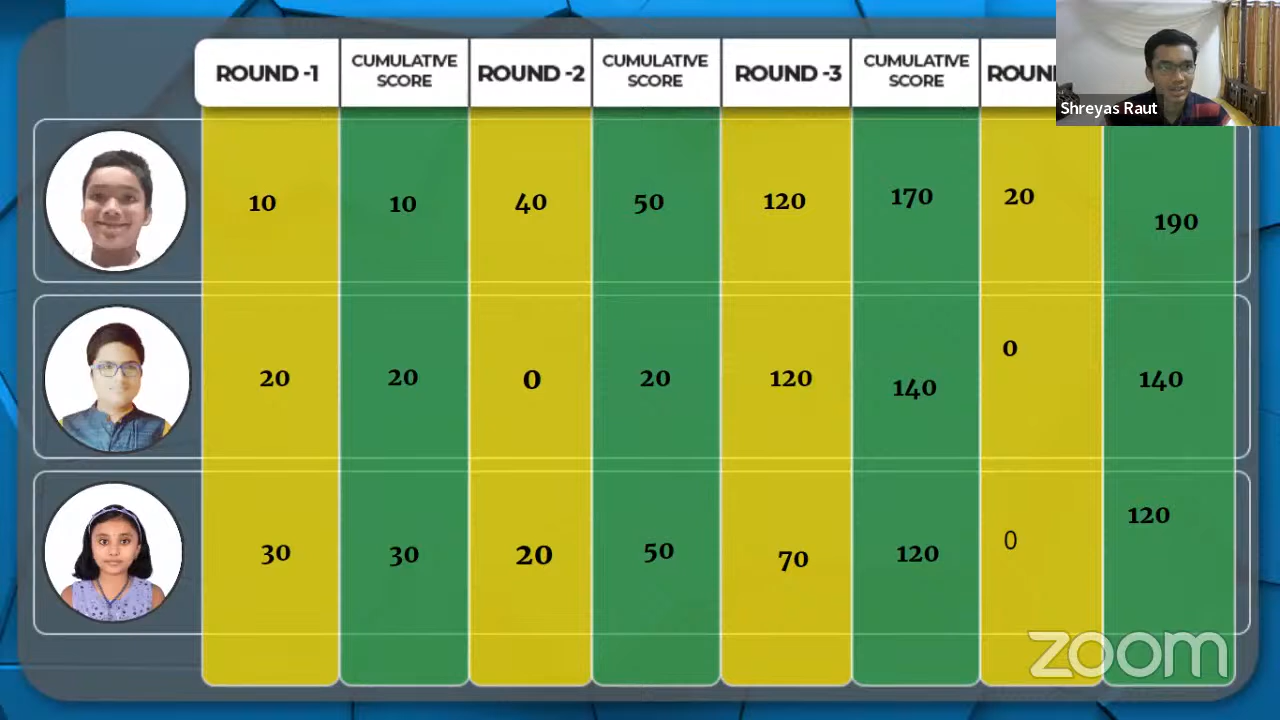 ROUND -1 CUMULATIVE SCORE ROUND -2 CUMULATIVE SCORE ROUND -3 CUMULATIVE SCORE
Shreyas Raut
10 10 40 50 120 170 20 190
20 20 0 20 120 140 0 140
30 30 20 50 70 120 0 120
zoom